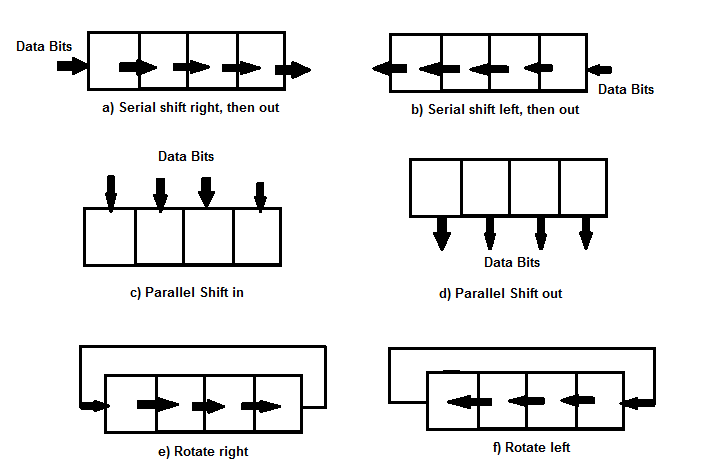 Data Bits
a) Serial shift right, then out
Data Bits
b) Serial shift left, then out
Data Bits
c) Parallel Shift in
Data Bits
d) Parallel Shift out
e) Rotate right
f) Rotate left